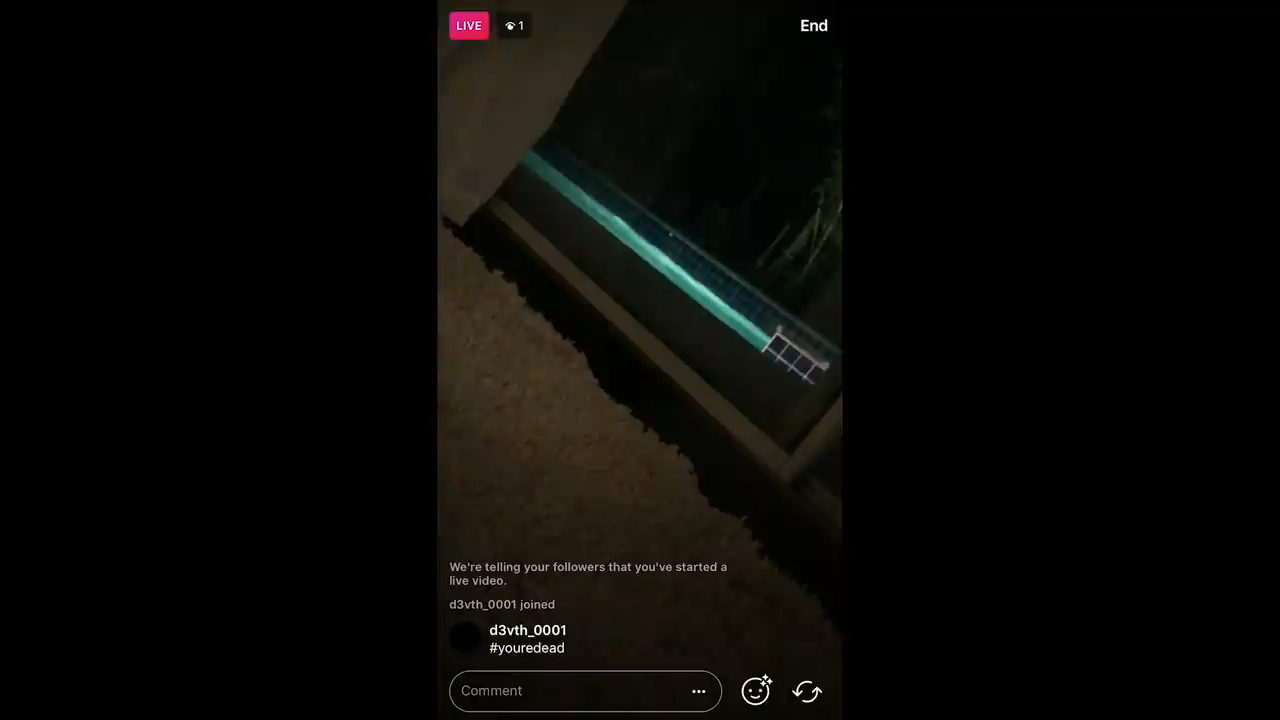 LIVE 1 End
We're telling your followers that you've started a
live video.
d3vth_0001 joined
d3vth_0001
#youredead
Comment